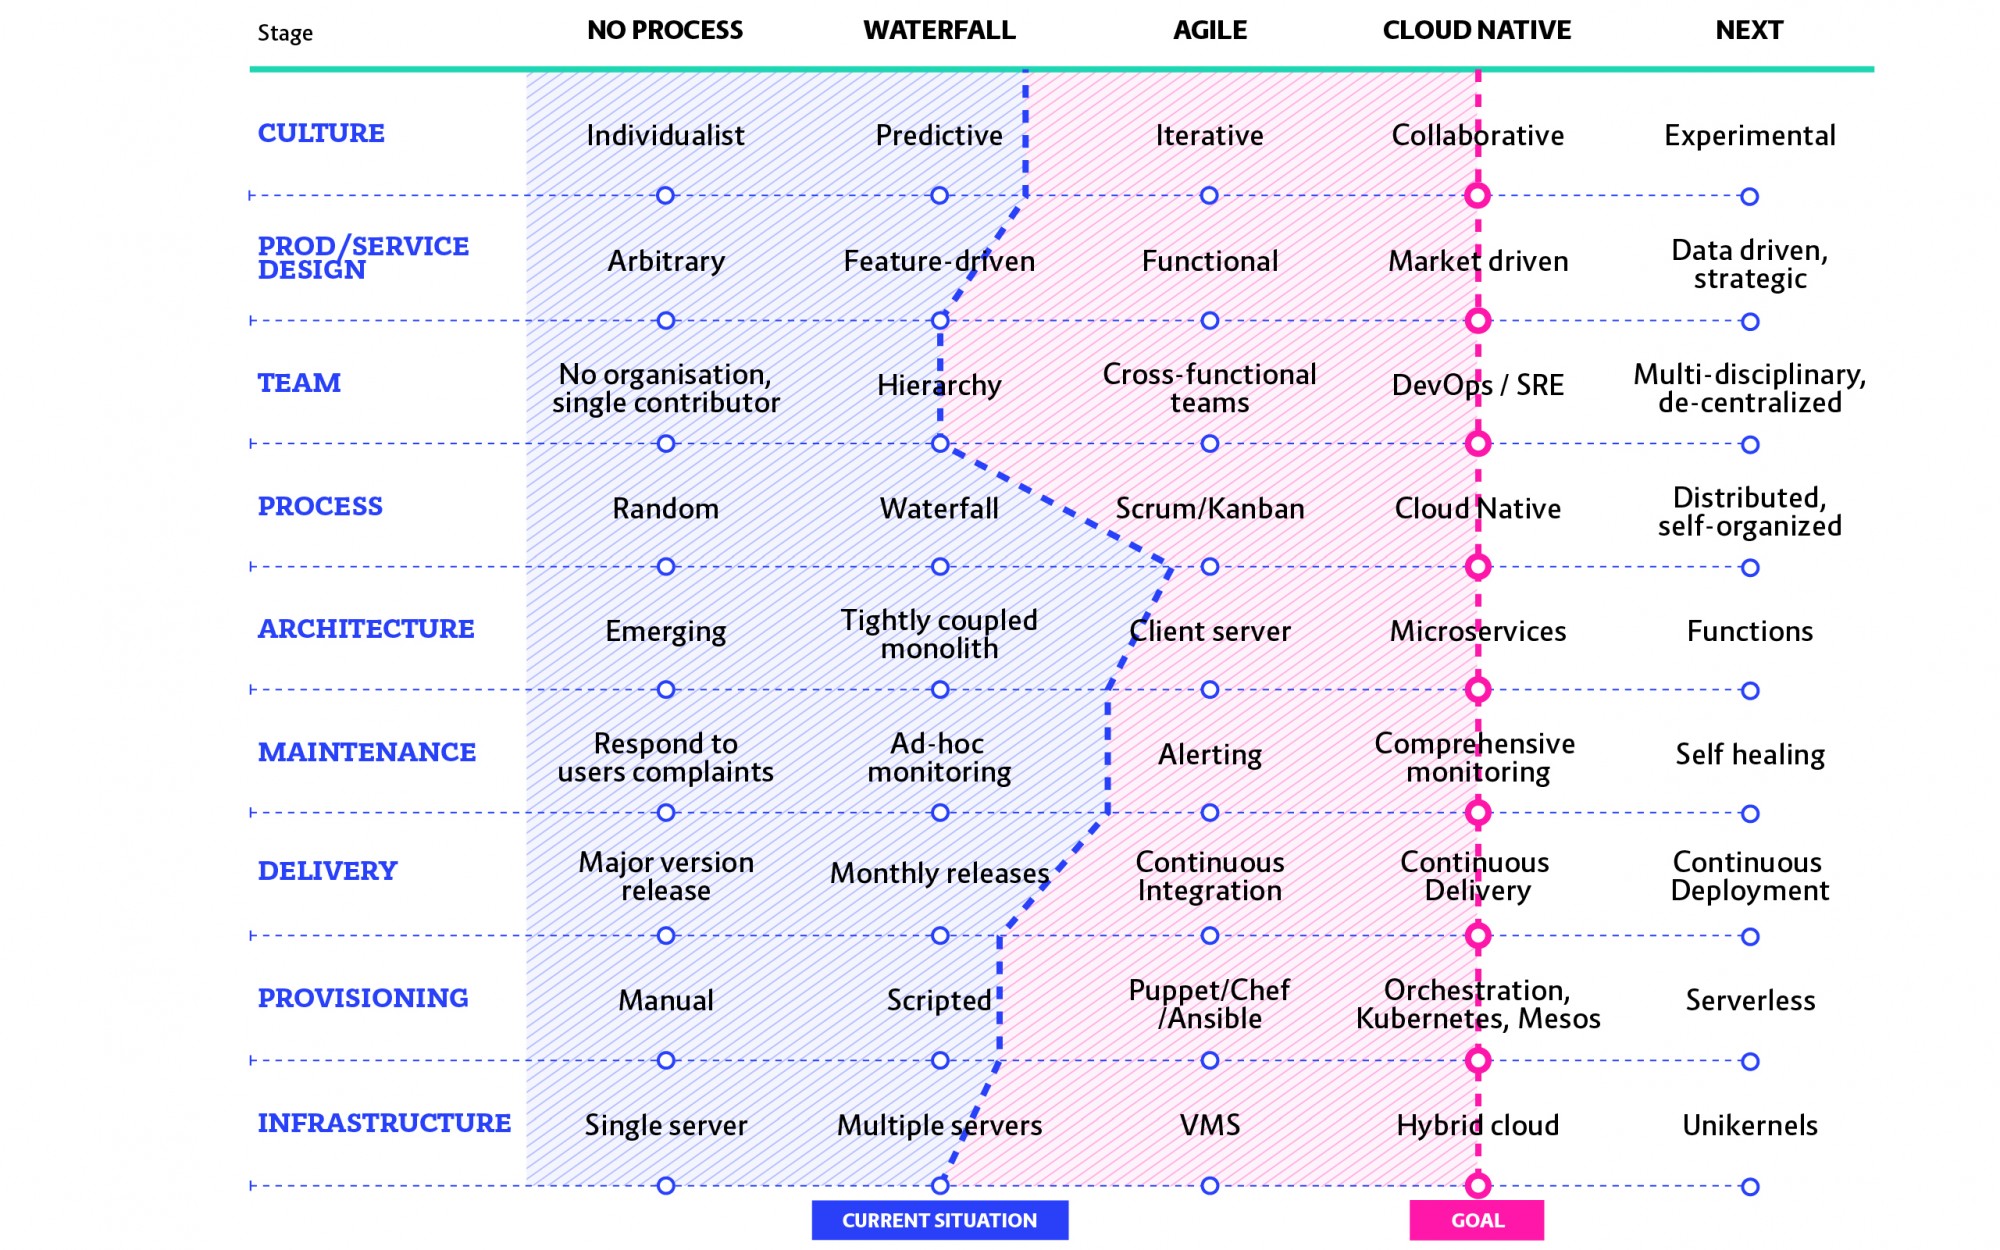 Stage NO PROCESS WATERFALL AGILE CLOUD NATIVE NEXT
CULTURE Individualist Predictive Iterative Collaborative Experimental
PROD/SERVICE
DESIGN
Arbitrary Feature-driven Functional Market driven
Data driven,
strategic
TEAM
No organisation,
single contributor
Hierarchy
Cross-functional
teams
DevOps / SRE
Multi-disciplinary,
de-centralized
PROCESS Random Waterfall Scrum/Kanban Cloud Native
Distributed,
self-organized
ARCHITECTURE Emerging
Tightly coupled
monolith
Client server Microservices Functions
MAINTENANCE
Respond to
users complaints
Ad-hoc
monitoring
Alerting
Comprehensive
monitoring
Self healing
DELIVERY
Major version
release
Monthly releases
Continuous
Integration
Continuous
Delivery
Continuous
Deployment
PROVISIONING Manual Scripted
Puppet/Chef
/Ansible
Orchestration,
Kubernetes, Mesos
Serverless
INFRASTRUCTURE Single server Multiple servers VMS Hybrid cloud Unikernels
CURRENT SITUATION GOAL